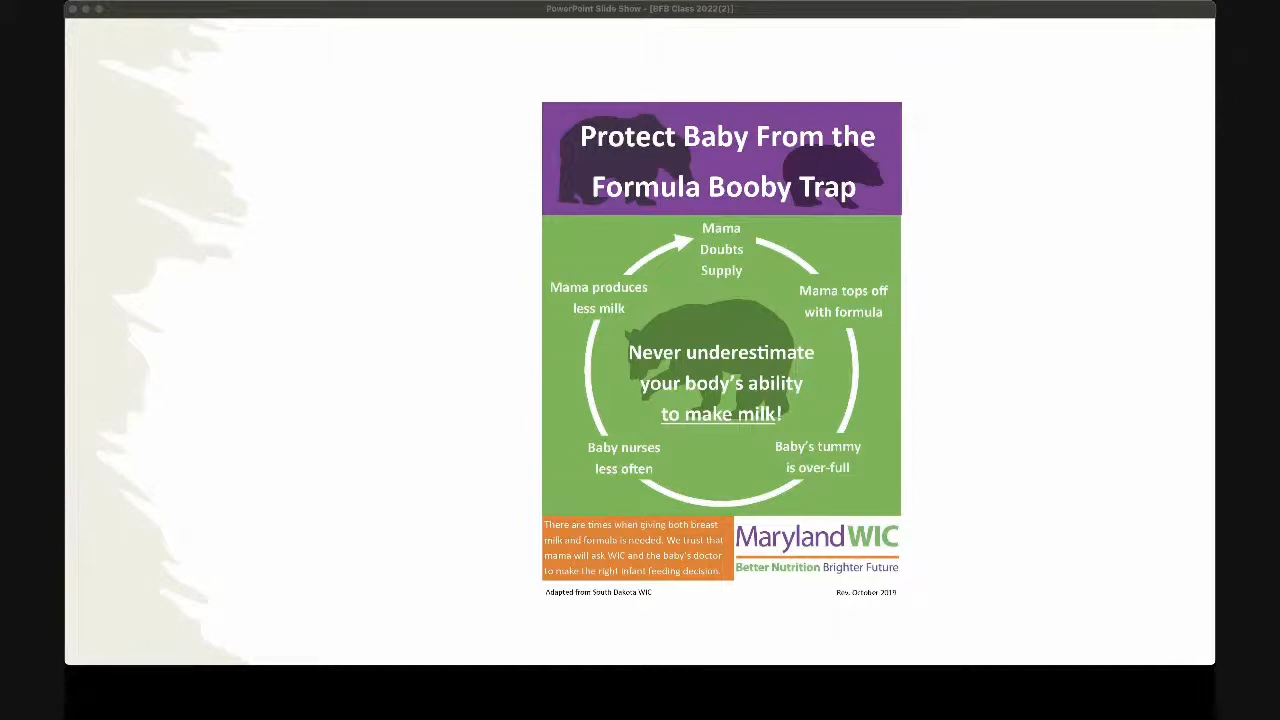 PowerPoint Slide Show - [BFB Class 2022(2)]
Protect Baby From the
Formula Booby Trap
Mama
Doubts
Supply
Mama tops off
with formula
Baby's tummy
is over-full
Baby nurses
less often
Mama produces
less milk
Never underestimate
your body's ability
to make milk!
There are times when giving both breast
milk and formula is needed. We trust that
mama will ask WIC and the baby's doctor
to make the right infant feeding decision.
Maryland WIC
Better Nutrition Brighter Future
Adapted from South Dakota WIC
Rev. October 2019